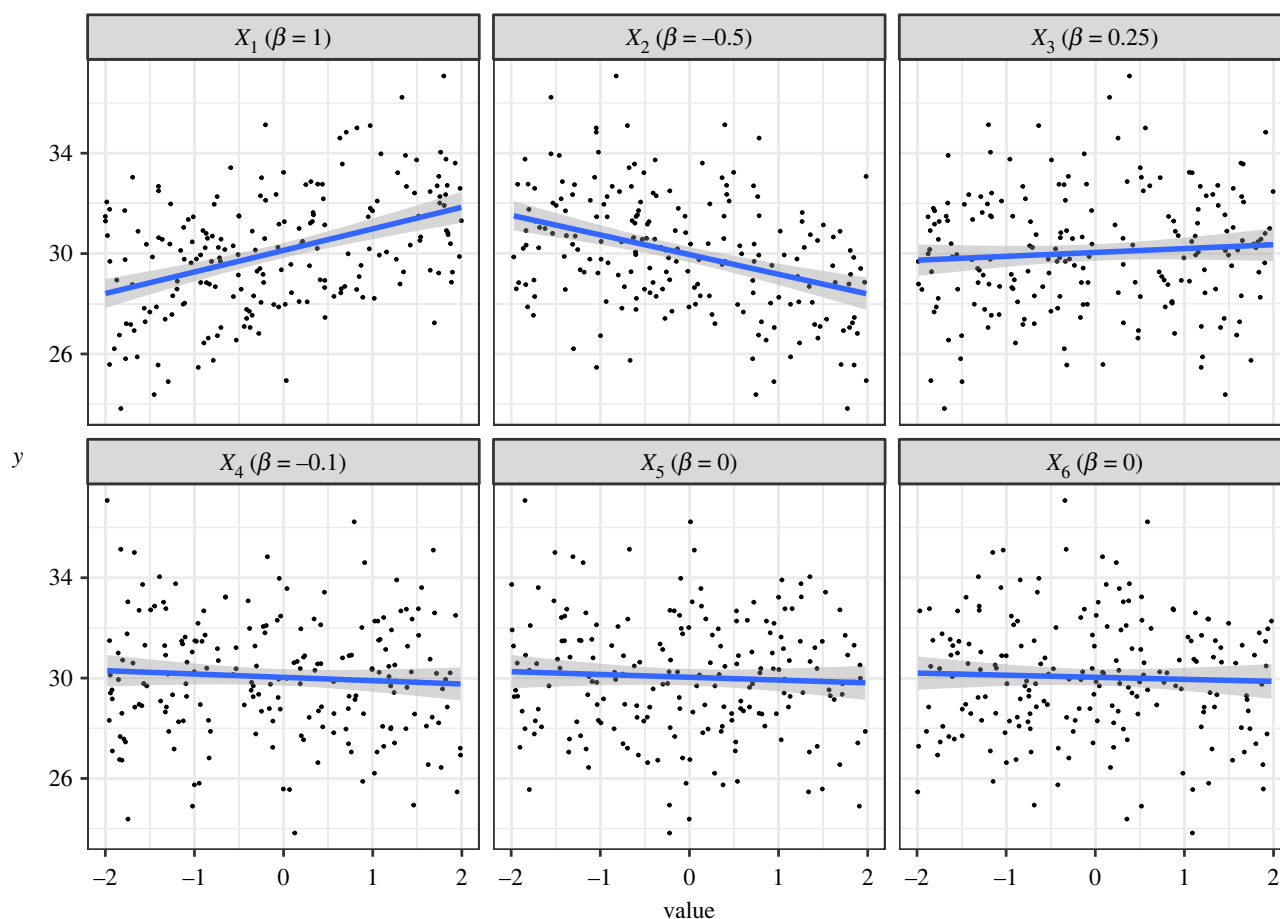 X₁ (β = 1)
X₂ (β = –0.5)
X₃ (β = 0.25)
34
30
26
y
X₄ (β = –0.1)
X₅ (β = 0)
X₆ (β = 0)
34
30
26
–2 –1 0 1 2
–2 –1 0 1 2
–2 –1 0 1 2
value